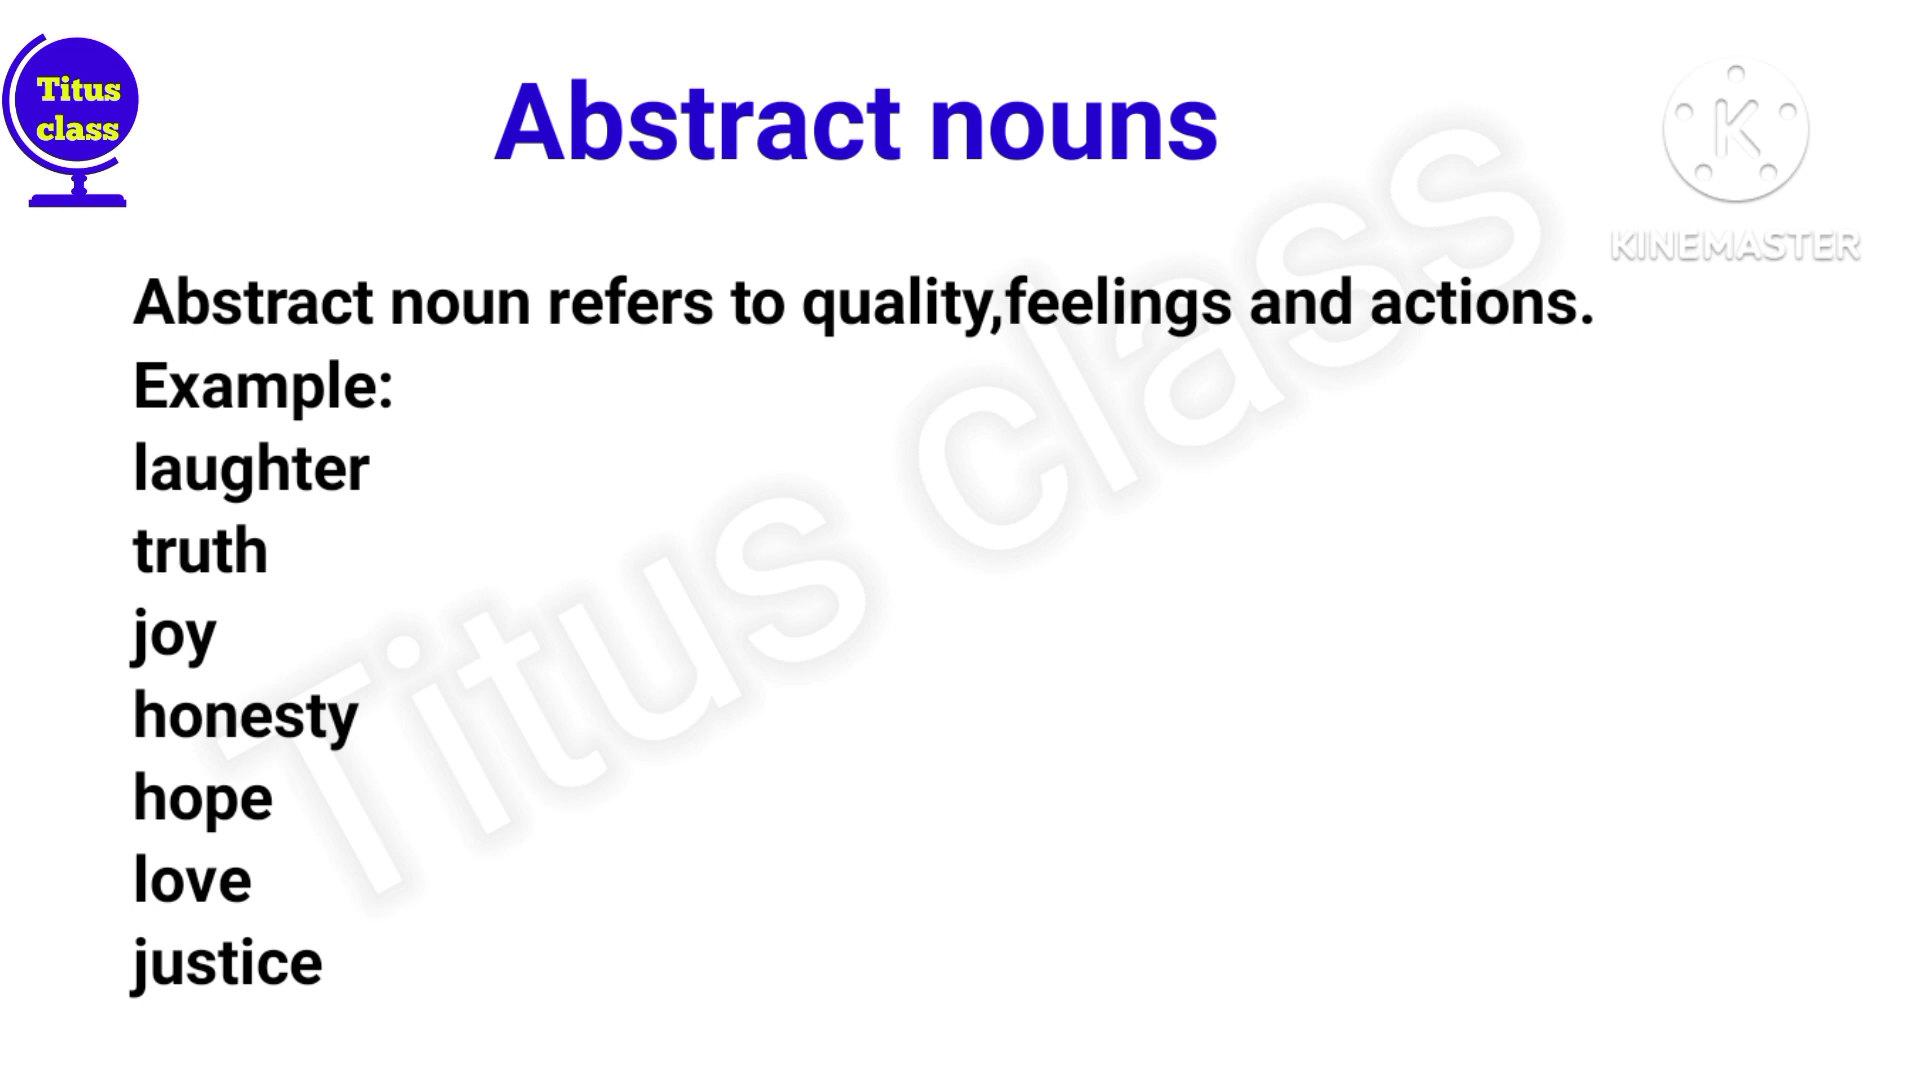 Titus
class
Abstract nouns
K
KINEMASTER
Abstract noun refers to quality,feelings and actions.
Example:
laughter
truth
joy
honesty
hope
love
justice
Titus class